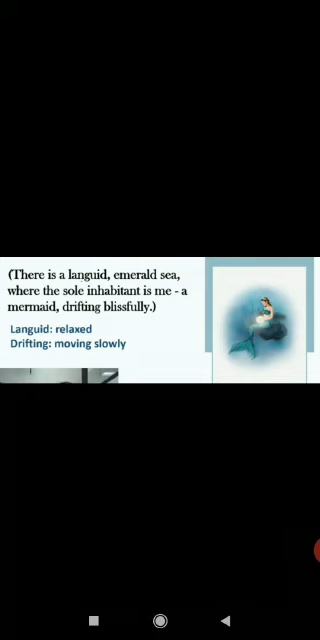 (There is a languid, emerald sea,
where the sole inhabitant is me - a
mermaid, drifting blissfully.)
Languid: relaxed
Drifting: moving slowly